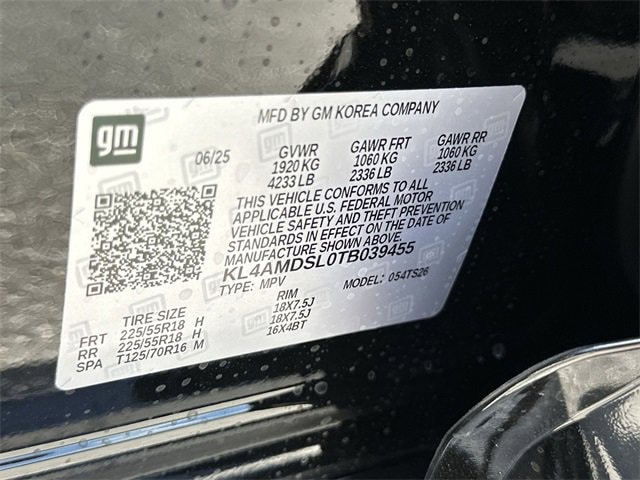 gm
MFD BY GM KOREA COMPANY
06/25 GVWR GAWR FRT GAWR RR
1920 KG 1060 KG 1060 KG
4233 LB 2336 LB 2336 LB
THIS VEHICLE CONFORMS TO ALL
APPLICABLE U.S. FEDERAL MOTOR
VEHICLE SAFETY AND THEFT PREVENTION
STANDARDS IN EFFECT ON THE DATE OF
MANUFACTURE SHOWN ABOVE.
KL4AMDSL0TB039455
TYPE: MPV MODEL: 054TS26
TIRE SIZE RIM
FRT 225/55R18 H 18X7.5J
RR 225/55R18 H 18X7.5J
SPA T125/70R16 M 16X4BT